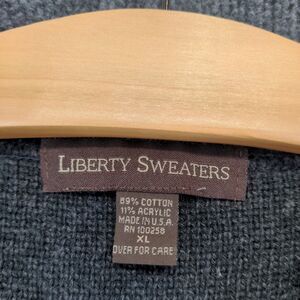 LIBERTY SWEATERS
89% COTTON
11% ACRYLIC
MADE IN U.S.A.
RN 100258
XL
OVER FOR CARE